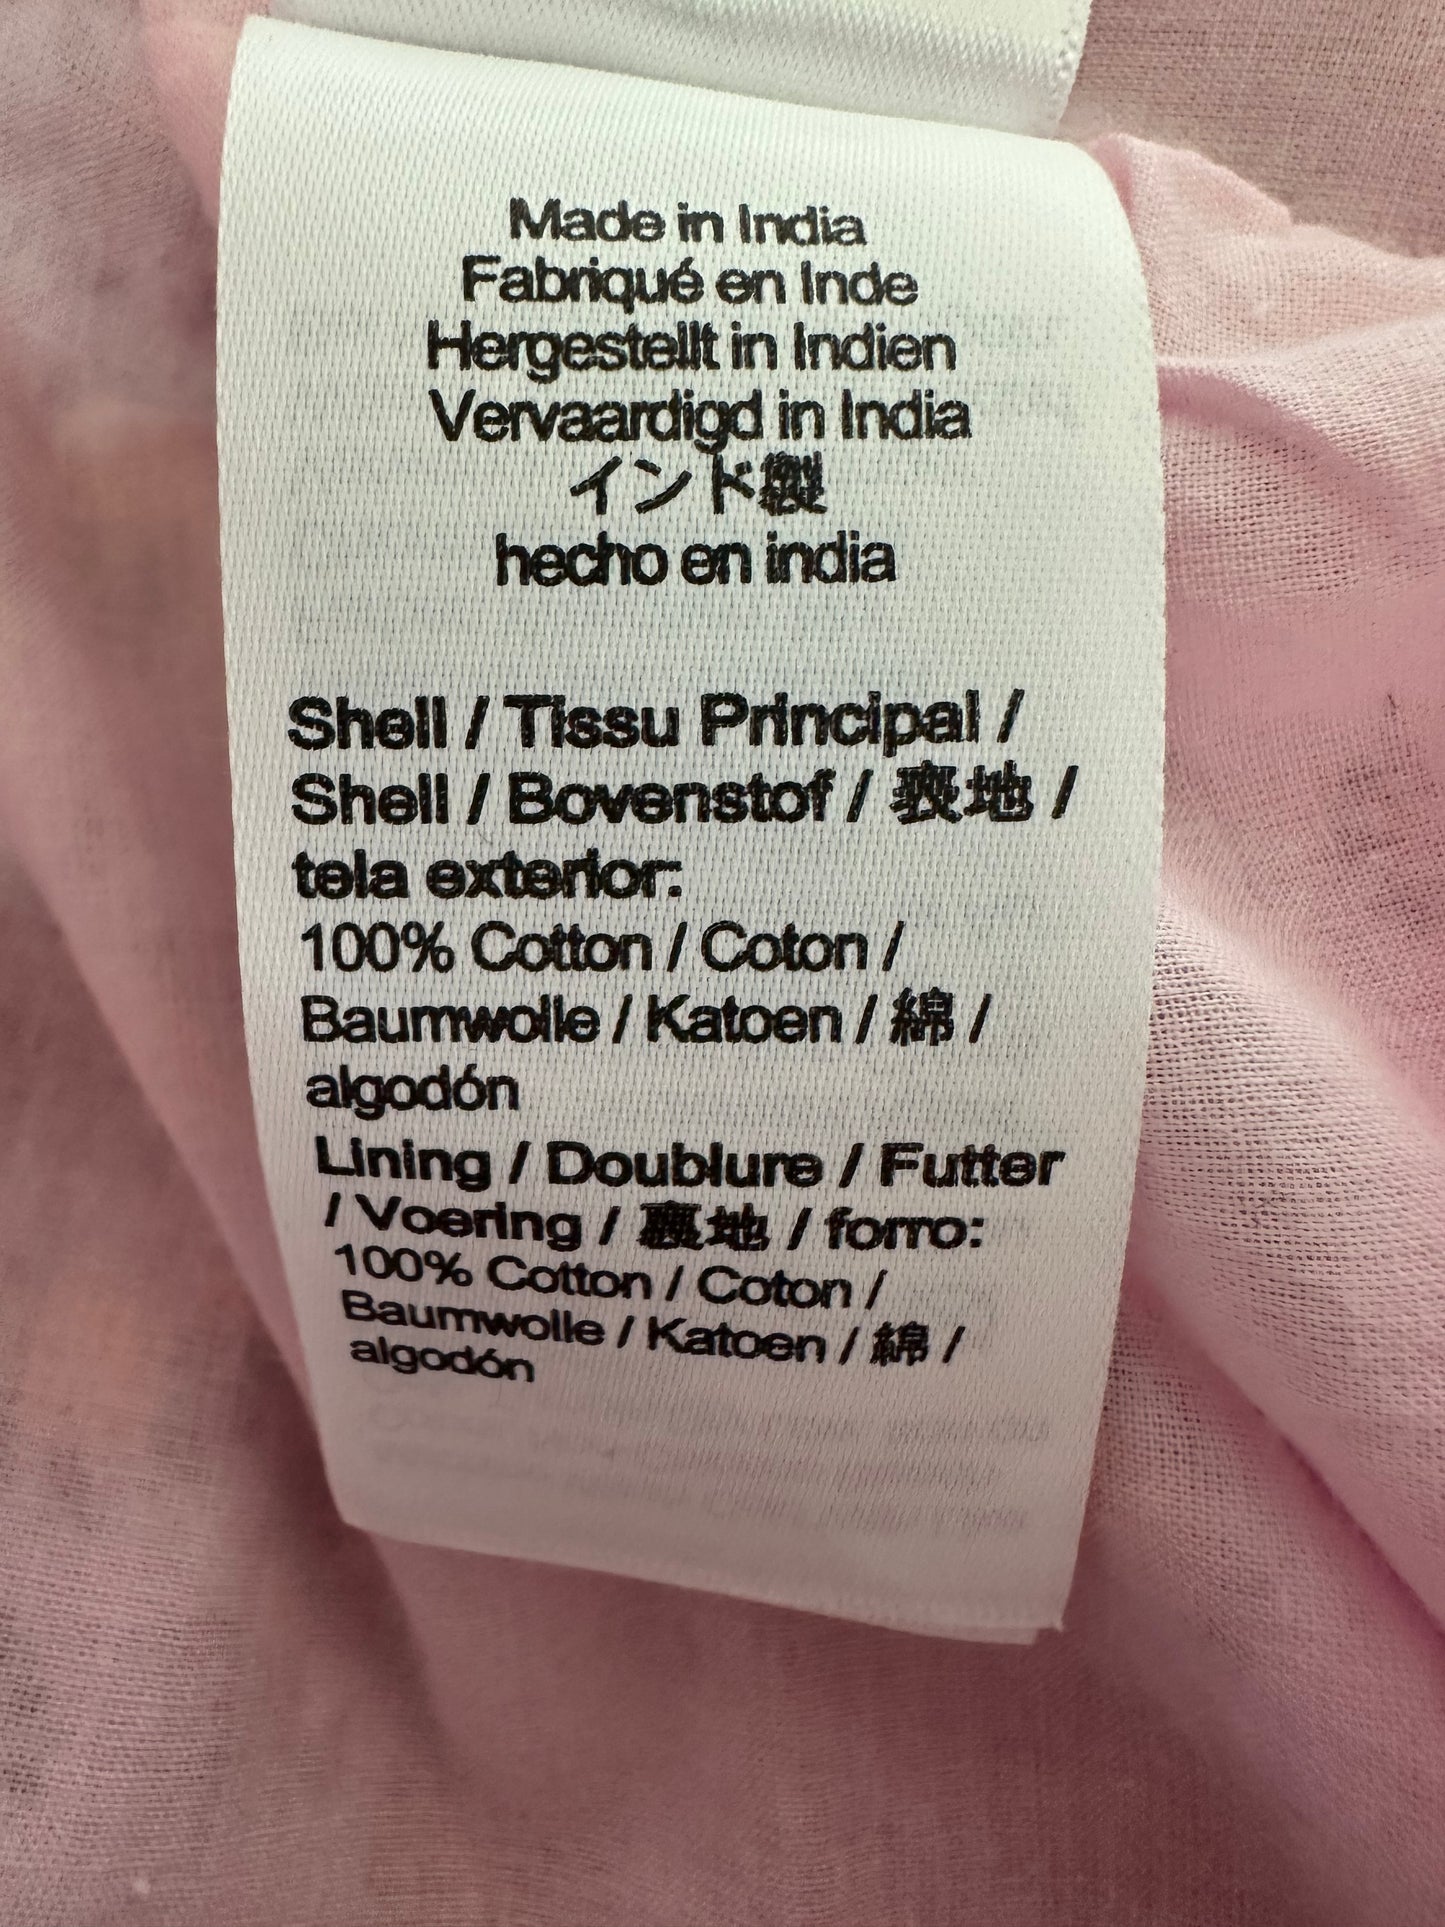 Made in India
Fabriqué en Inde
Hergestellt in Indien
Vervaardigd in India
インド製
hecho en india
Shell / Tissu Principal /
Shell / Bovenstof / 表地 /
tela exterior:
100% Cotton / Coton /
Baumwolle / Katoen / 綿 /
algodón
Lining / Doublure / Futter
/ Voering / 裏地 / forro:
100% Cotton / Coton /
Baumwolle / Katoen / 綿 /
algodón